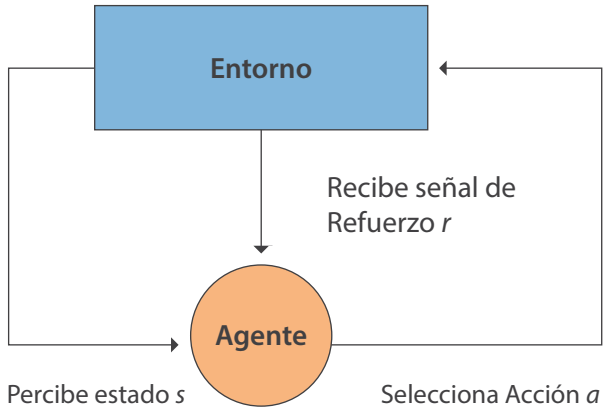 Entorno
Recibe señal de
Refuerzo r
Agente
Percibe estado s
Selecciona Acción a